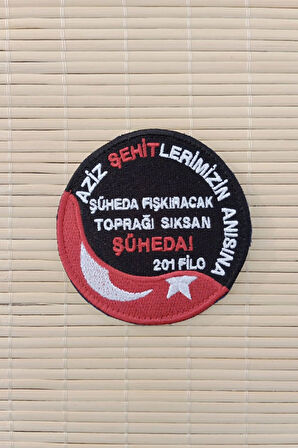 AZİZ ŞEHİTLERİMİZİN ANISINA
ŞÜHEDA FIŞKIRACAK
TOPRAĞI SIKSAN
ŞÜHEDA!
201 FİLO